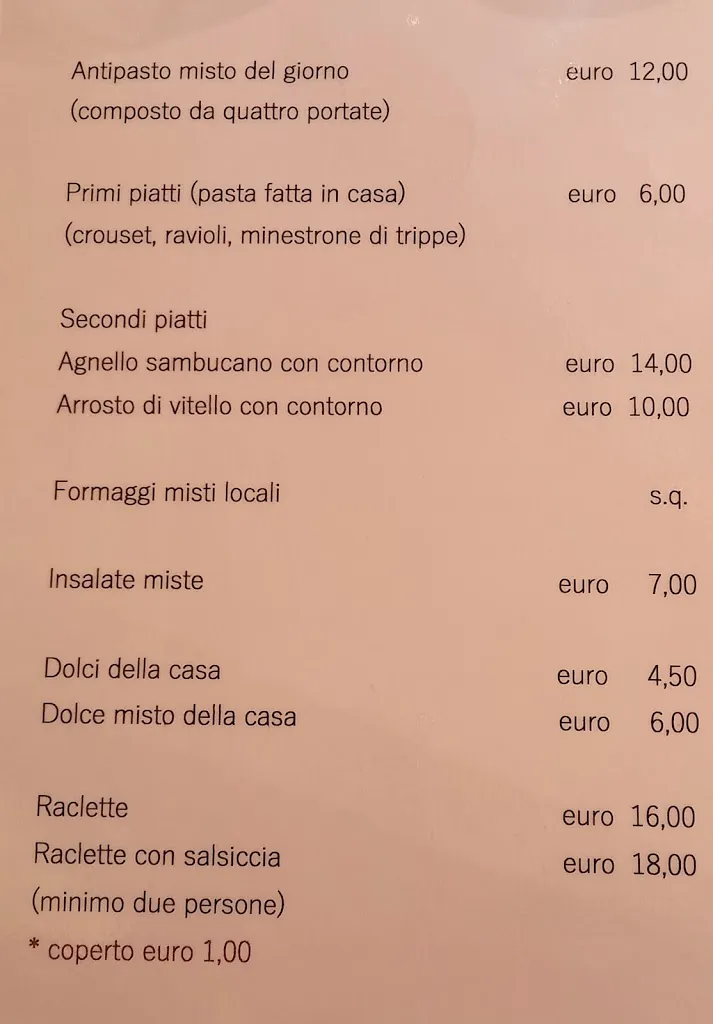 Antipasto misto del giorno euro 12,00
(composto da quattro portate)
Primi piatti (pasta fatta in casa) euro 6,00
(crouset, ravioli, minestrone di trippe)
Secondi piatti
Agnello sambucano con contorno euro 14,00
Arrosto di vitello con contorno euro 10,00
Formaggi misti locali s.q.
Insalate miste euro 7,00
Dolci della casa euro 4,50
Dolce misto della casa euro 6,00
Raclette euro 16,00
Raclette con salsiccia euro 18,00
(minimo due persone)
* coperto euro 1,00